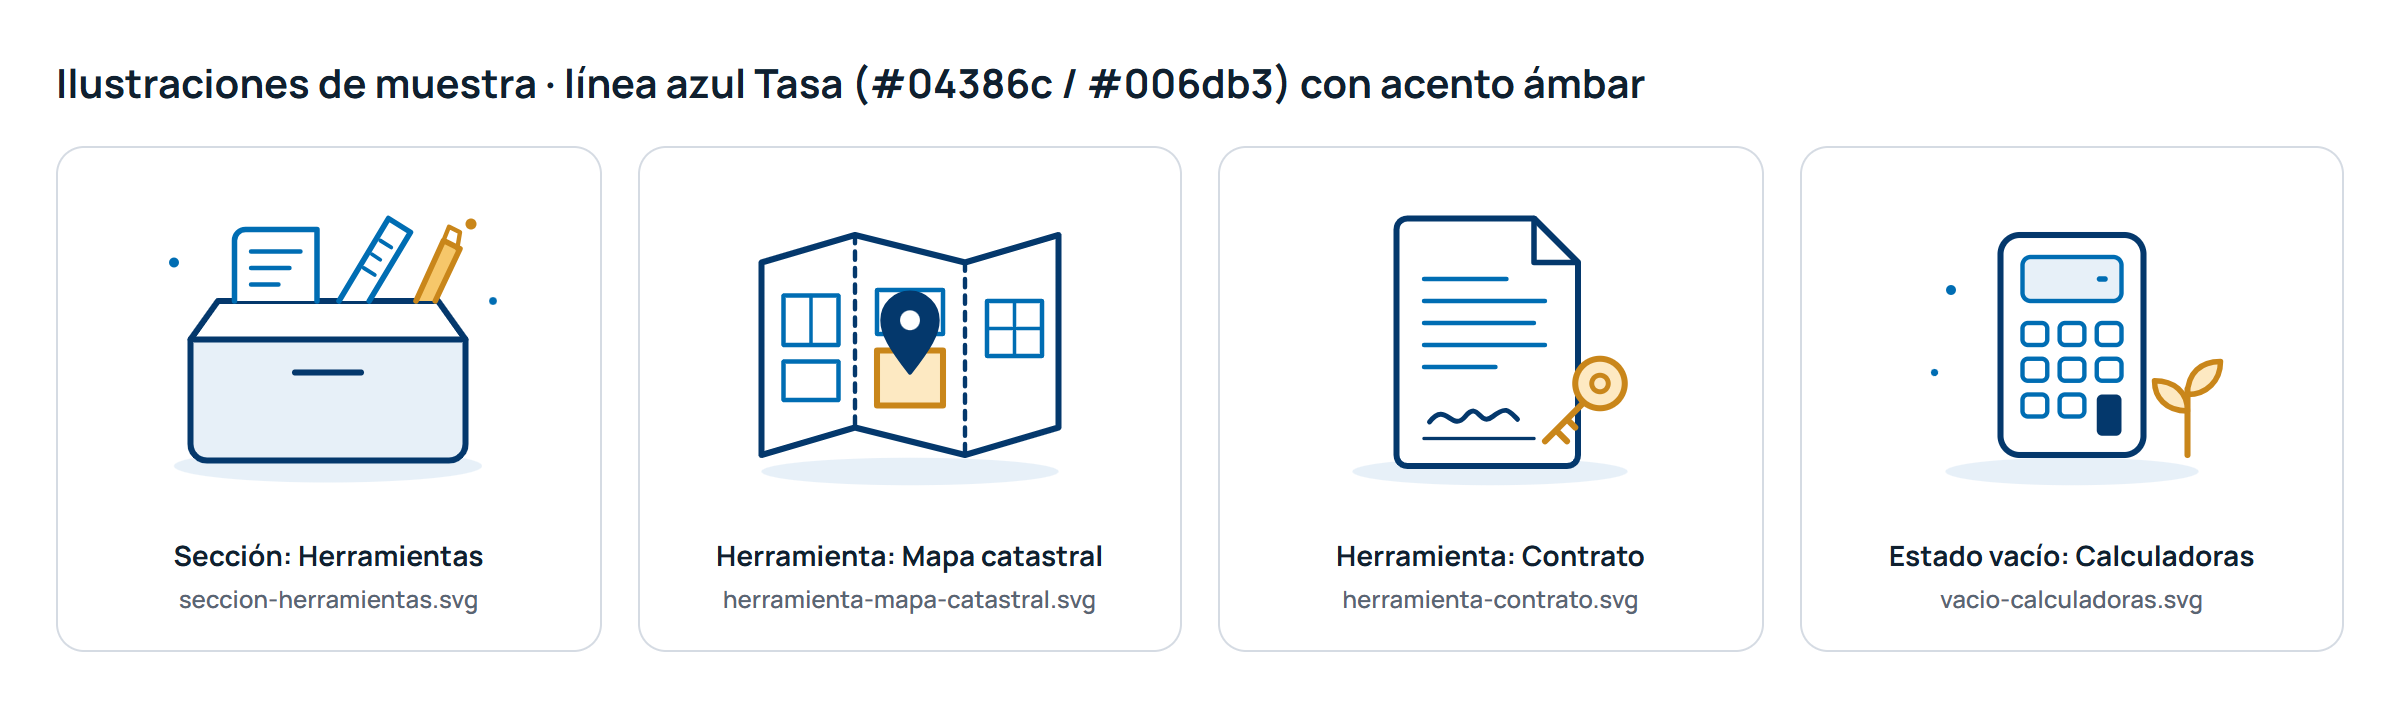 Ilustraciones de muestra · línea azul Tasa (#04386c / #006db3) con acento ámbar
Sección: Herramientas
seccion-herramientas.svg
Herramienta: Mapa catastral
herramienta-mapa-catastral.svg
Herramienta: Contrato
herramienta-contrato.svg
Estado vacío: Calculadoras
vacio-calculadoras.svg